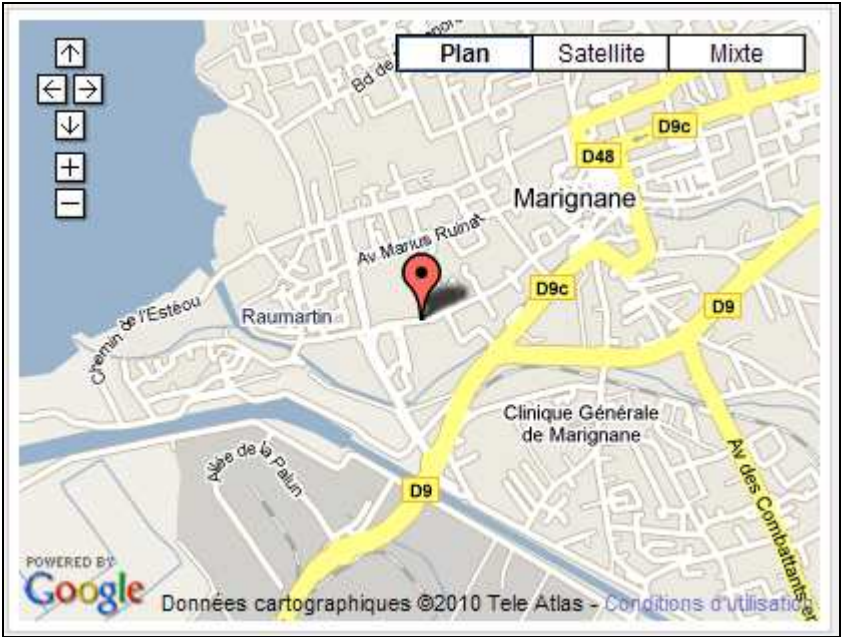 Plan Satellite Mixte
Bd de
D9c
D48
Marignane
Av Marius Ruinat
D9c
Chemin de l'Estéou
Raumartin
D9
Clinique Générale
de Marignane
Allée de la Palun
D9
Av des Combattants
POWERED BY
Google
Données cartographiques ©2010 Tele Atlas - Conditions d'utilisation